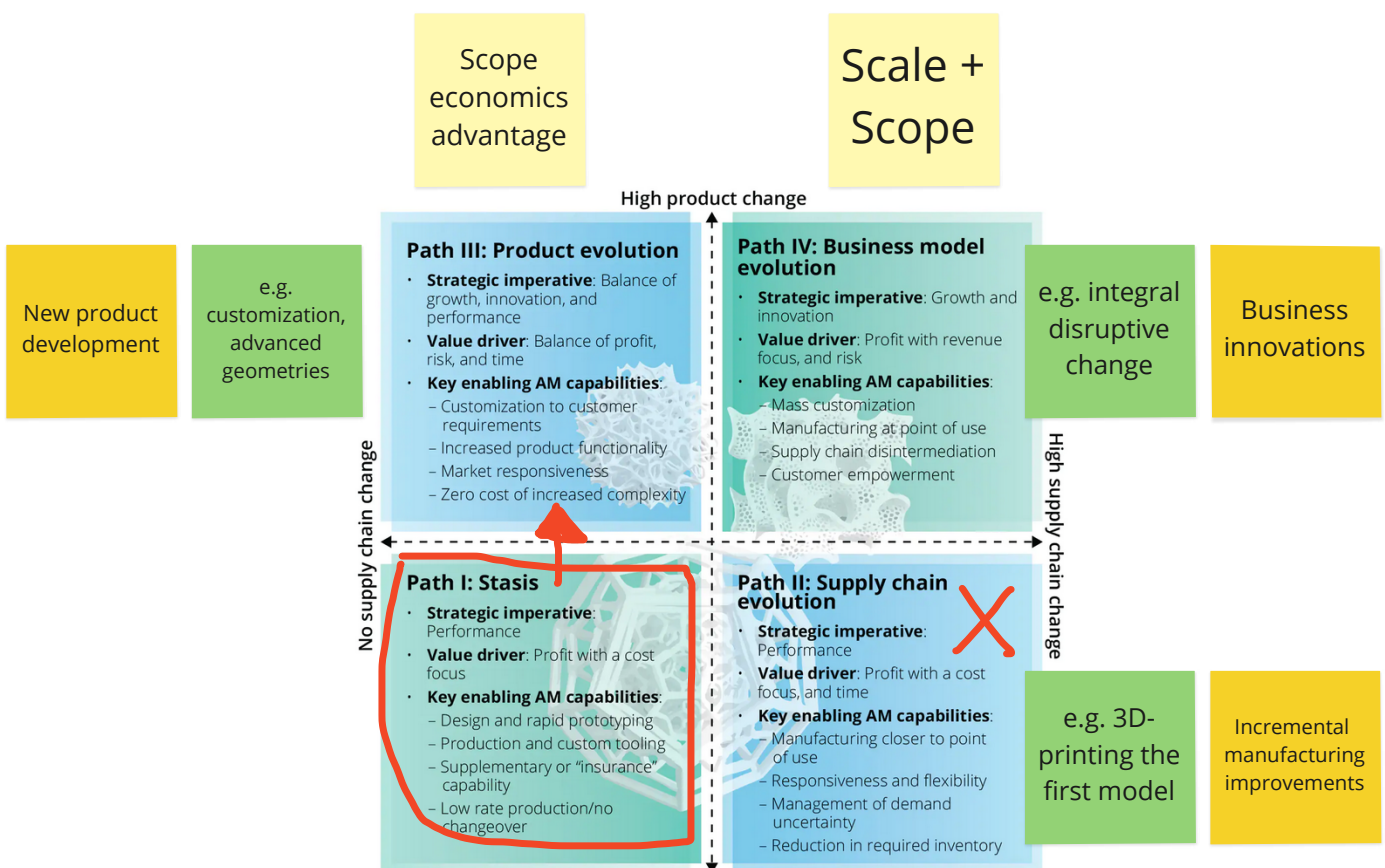 Scope
economics
advantage
Scale +
Scope
High product change
New product
development
e.g.
customization,
advanced
geometries
Path III: Product evolution
· Strategic imperative: Balance of
growth, innovation, and
performance
· Value driver: Balance of profit,
risk, and time
· Key enabling AM capabilities:
– Customization to customer
requirements
– Increased product functionality
– Market responsiveness
– Zero cost of increased complexity
Path IV: Business model
evolution
· Strategic imperative: Growth and
innovation
· Value driver: Profit with revenue
focus, and risk
· Key enabling AM capabilities:
– Mass customization
– Manufacturing at point of use
– Supply chain disintermediation
– Customer empowerment
e.g. integral
disruptive
change
Business
innovations
No supply chain change
High supply chain change
Path I: Stasis
· Strategic imperative:
Performance
· Value driver: Profit with a cost
focus
· Key enabling AM capabilities:
– Design and rapid prototyping
– Production and custom tooling
– Supplementary or “insurance”
capability
– Low rate production/no
changeover
Path II: Supply chain
evolution
· Strategic imperative:
Performance
· Value driver: Profit with a cost
focus, and time
· Key enabling AM capabilities:
– Manufacturing closer to point
of use
– Responsiveness and flexibility
– Management of demand
uncertainty
– Reduction in required inventory
e.g. 3D-
printing the
first model
Incremental
manufacturing
improvements